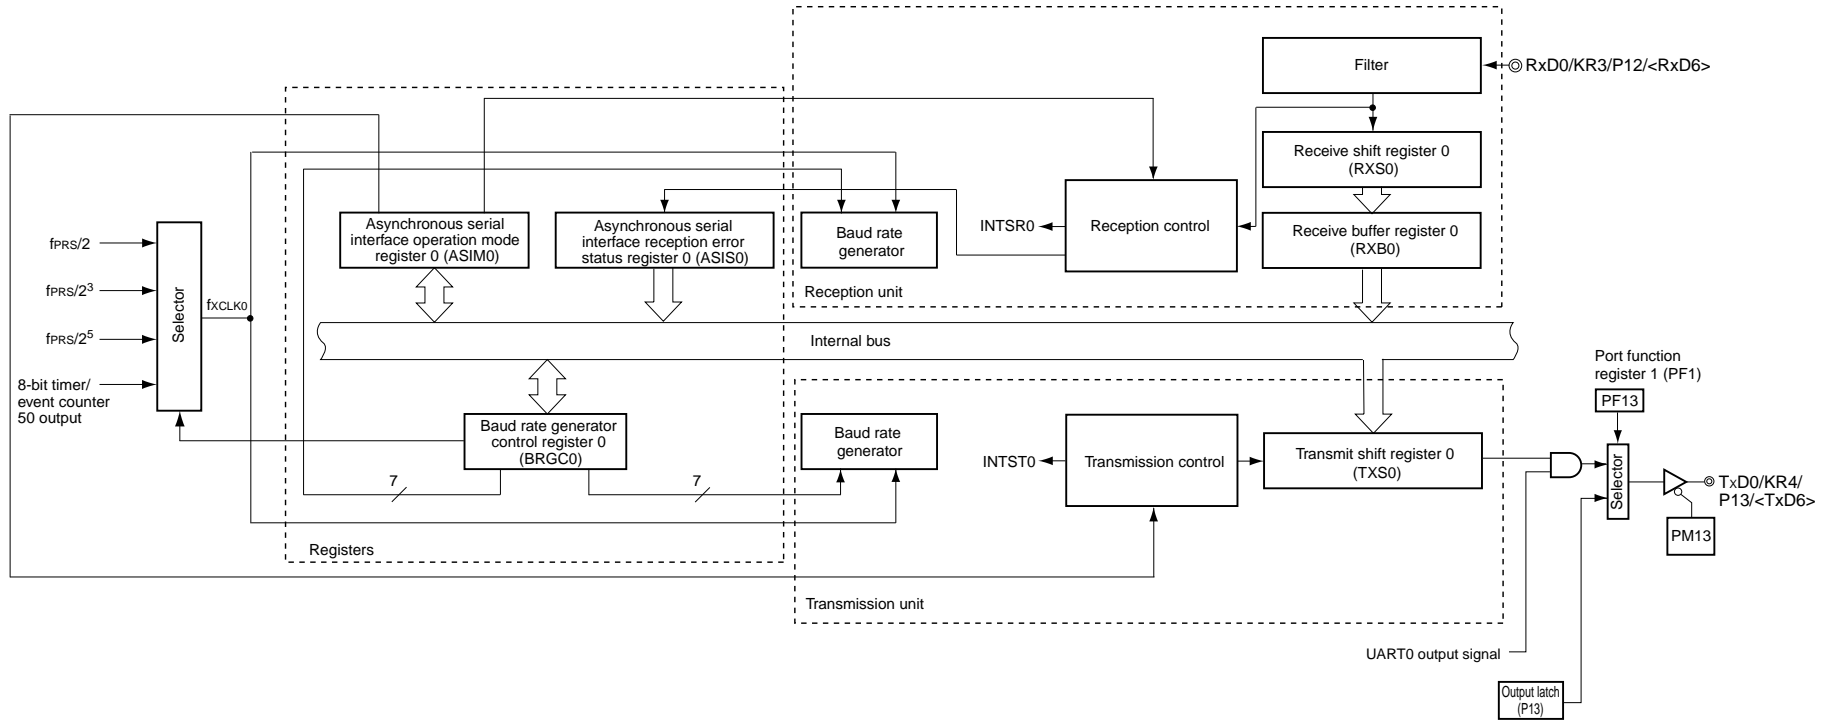 Filter
RxD0/KR3/P12/<RxD6>
Receive shift register 0
(RXS0)
Asynchronous serial
interface operation mode
register 0 (ASIM0)
Asynchronous serial
interface reception error
status register 0 (ASIS0)
Baud rate
generator
INTSR0
Reception control
Receive buffer register 0
(RXB0)
Reception unit
fPRS/2
fPRS/2³
fPRS/2⁵
8-bit timer/
event counter
50 output
Selector
fXCLK0
Internal bus
Port function
register 1 (PF1)
PF13
Baud rate generator
control register 0
(BRGC0)
7
7
Baud rate
generator
INTST0
Transmission control
Transmit shift register 0
(TXS0)
Selector
TxD0/KR4/
P13/<TxD6>
PM13
Registers
Transmission unit
UART0 output signal
Output latch
(P13)